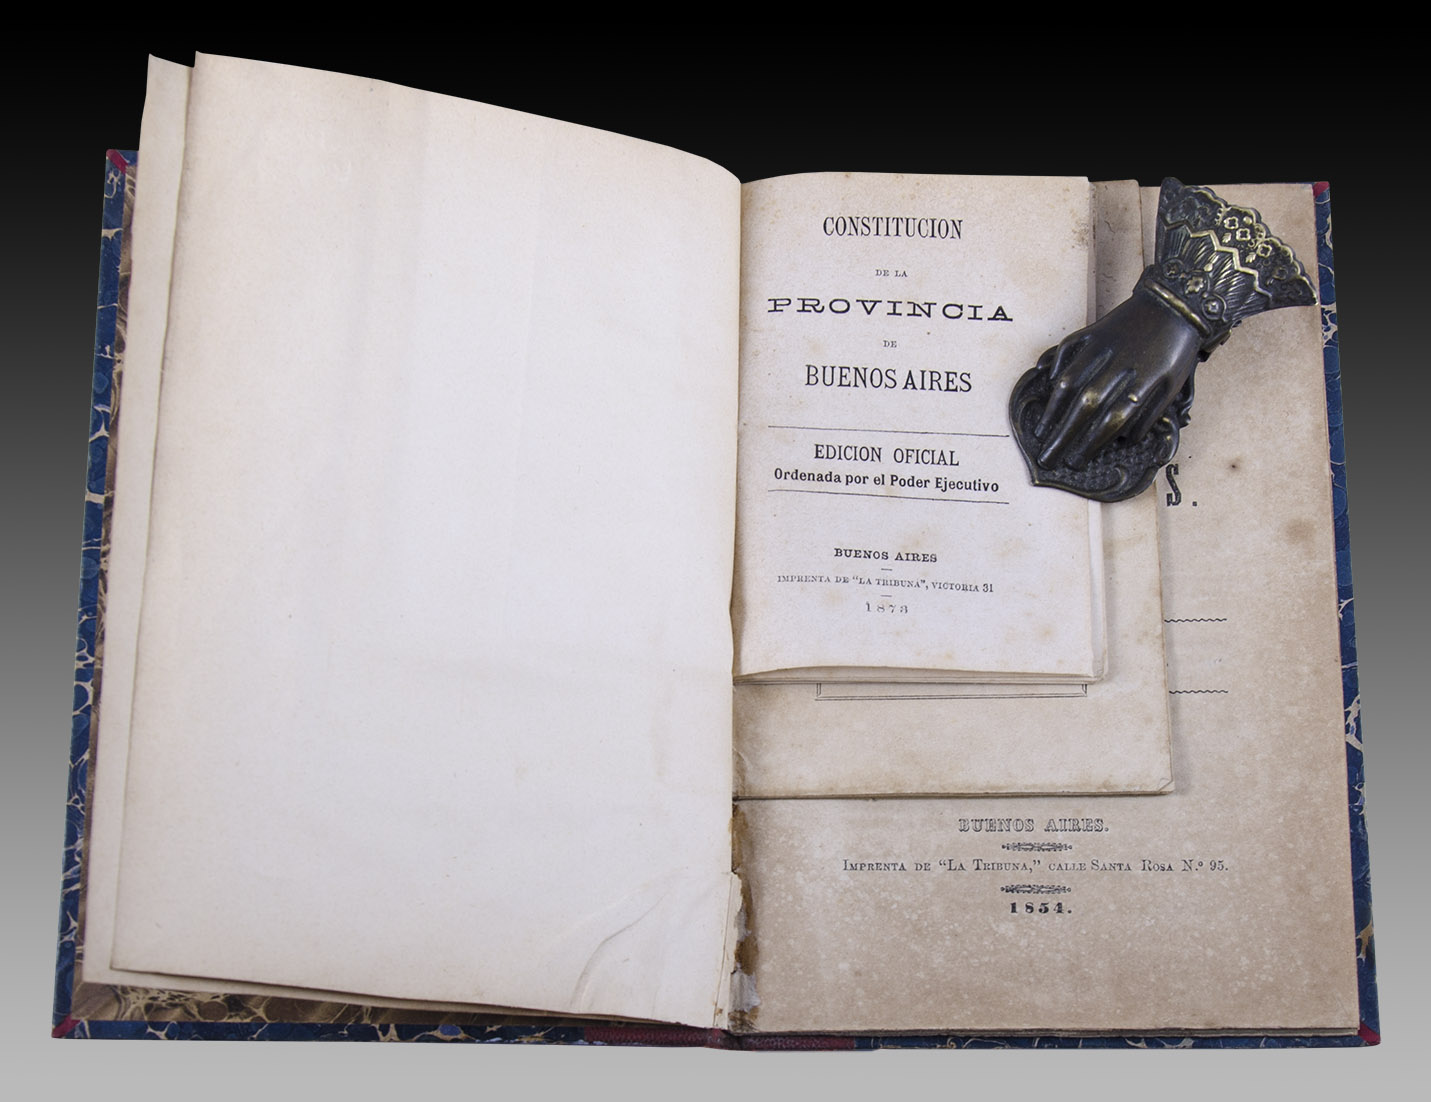 CONSTITUCION
DE LA
PROVINCIA
DE
BUENOS AIRES
EDICION OFICIAL
Ordenada por el Poder Ejecutivo
BUENOS AIRES
IMPRENTA DE "LA TRIBUNA", VICTORIA 31
1873
S.
BUENOS AIRES.
IMPRENTA DE "LA TRIBUNA," CALLE SANTA ROSA N.º 95.
1854.